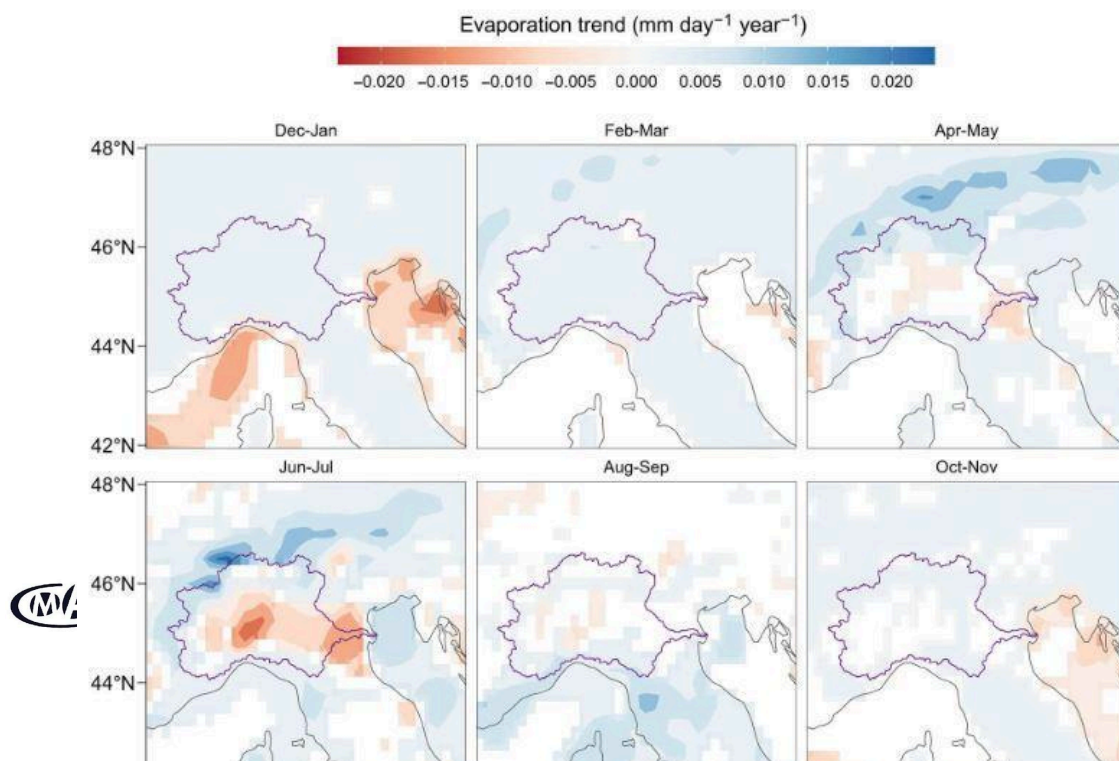 Evaporation trend (mm day⁻¹ year⁻¹)
−0.020 −0.015 −0.010 −0.005 0.000 0.005 0.010 0.015 0.020
Dec-Jan Feb-Mar Apr-May
48°N
46°N
44°N
42°N
Jun-Jul Aug-Sep Oct-Nov
48°N
46°N
44°N